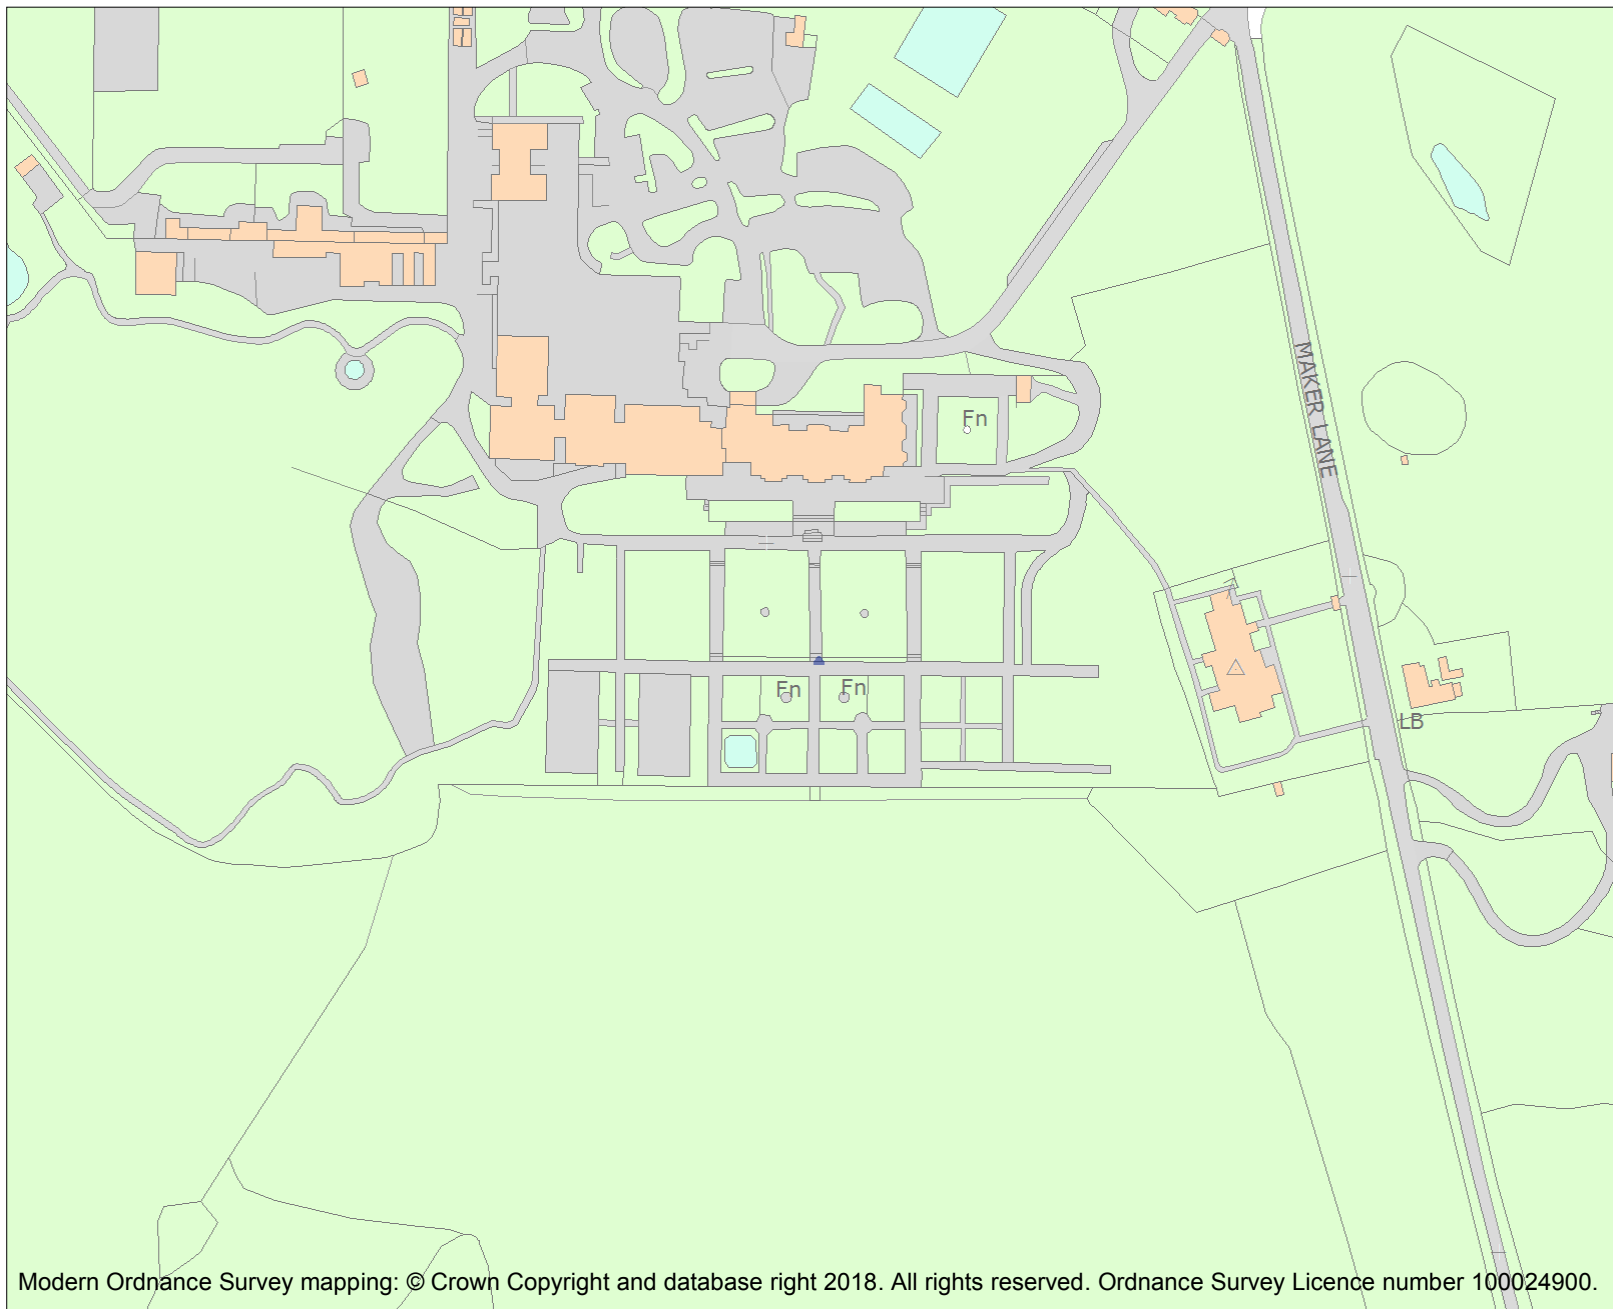 Fn
MAKER LANE
Fn
Fn
LB
Modern Ordnance Survey mapping: © Crown Copyright and database right 2018. All rights reserved. Ordnance Survey Licence number 100024900.